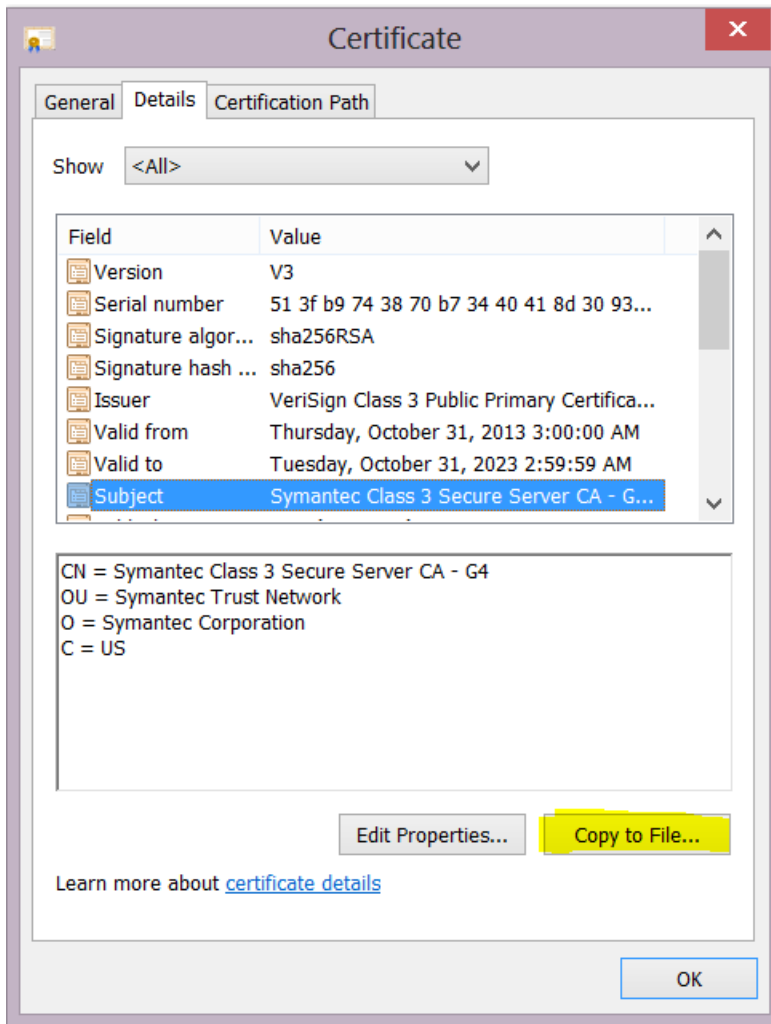 Certificate
General Details Certification Path
Show <All>
Field Value
Version V3
Serial number 51 3f b9 74 38 70 b7 34 40 41 8d 30 93...
Signature algor... sha256RSA
Signature hash ... sha256
Issuer VeriSign Class 3 Public Primary Certifica...
Valid from Thursday, October 31, 2013 3:00:00 AM
Valid to Tuesday, October 31, 2023 2:59:59 AM
Subject Symantec Class 3 Secure Server CA - G...
CN = Symantec Class 3 Secure Server CA - G4
OU = Symantec Trust Network
O = Symantec Corporation
C = US
Edit Properties... Copy to File...
Learn more about certificate details
OK